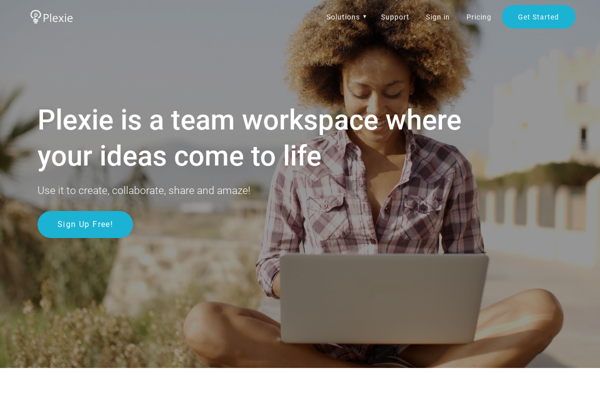 Plexie
Solutions ▾
Support
Sign in
Pricing
Get Started
Plexie is a team workspace where
your ideas come to life
Use it to create, collaborate, share and amaze!
Sign Up Free!